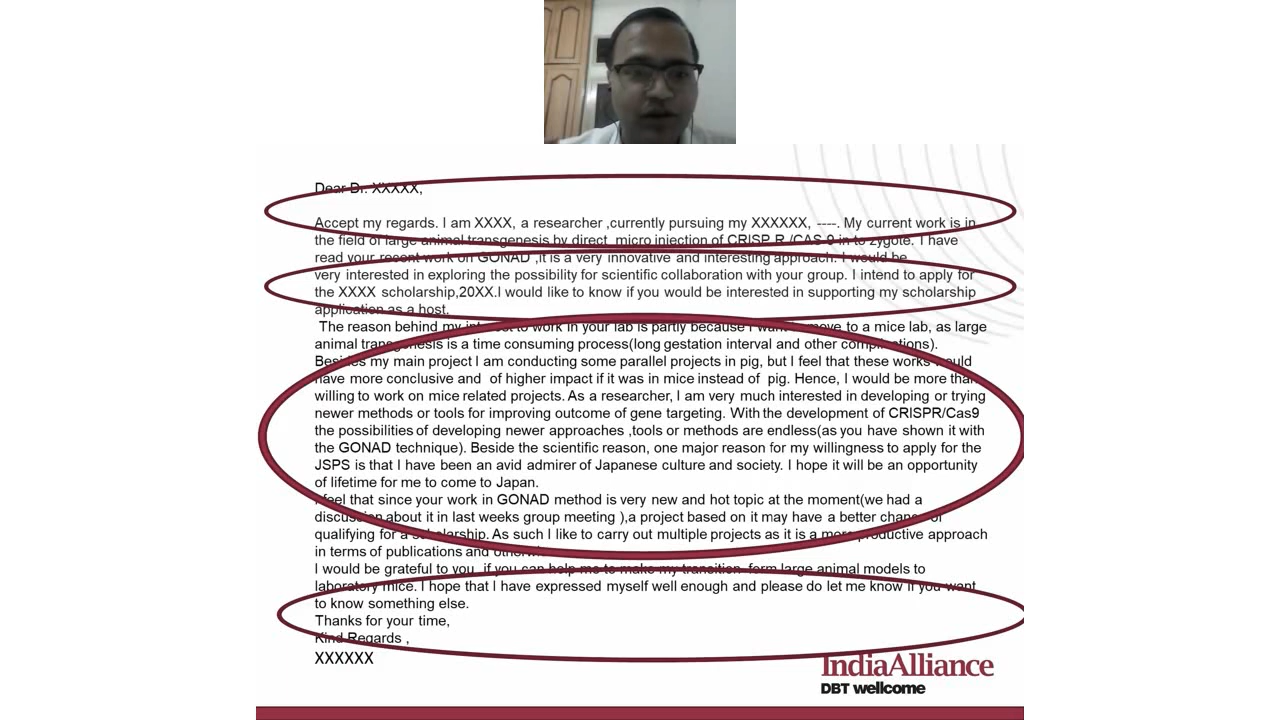 Dear Dr. XXXXX,
Accept my regards. I am XXXX, a researcher ,currently pursuing my XXXXXX, ----. My current work is in
the field of large animal transgenesis by direct micro injection of CRISP R /CAS 9 in to zygote. I have
read your recent work on GONAD ,it is a very innovative and interesting approach. I would be
very interested in exploring the possibility for scientific collaboration with your group. I intend to apply for
the XXXX scholarship,20XX.I would like to know if you would be interested in supporting my scholarship
application as a host.
The reason behind my interest to work in your lab is partly because I want to move to a mice lab, as large
animal transgenesis is a time consuming process(long gestation interval and other complications).
Besides my main project I am conducting some parallel projects in pig, but I feel that these works would
have more conclusive and of higher impact if it was in mice instead of pig. Hence, I would be more than
willing to work on mice related projects. As a researcher, I am very much interested in developing or trying
newer methods or tools for improving outcome of gene targeting. With the development of CRISPR/Cas9
the possibilities of developing newer approaches ,tools or methods are endless(as you have shown it with
the GONAD technique). Beside the scientific reason, one major reason for my willingness to apply for the
JSPS is that I have been an avid admirer of Japanese culture and society. I hope it will be an opportunity
of lifetime for me to come to Japan.
I feel that since your work in GONAD method is very new and hot topic at the moment(we had a
discussion about it in last weeks group meeting ),a project based on it may have a better chance of
qualifying for a scholarship. As such I like to carry out multiple projects as it is a more productive approach
in terms of publications and
I would be grateful to you if you can help me to make my transition form large animal models to
laboratory mice. I hope that I have expressed myself well enough and please do let me know if you want
to know something else.
Thanks for your time,
Kind Regards ,
XXXXXX
IndiaAlliance
DBT wellcome